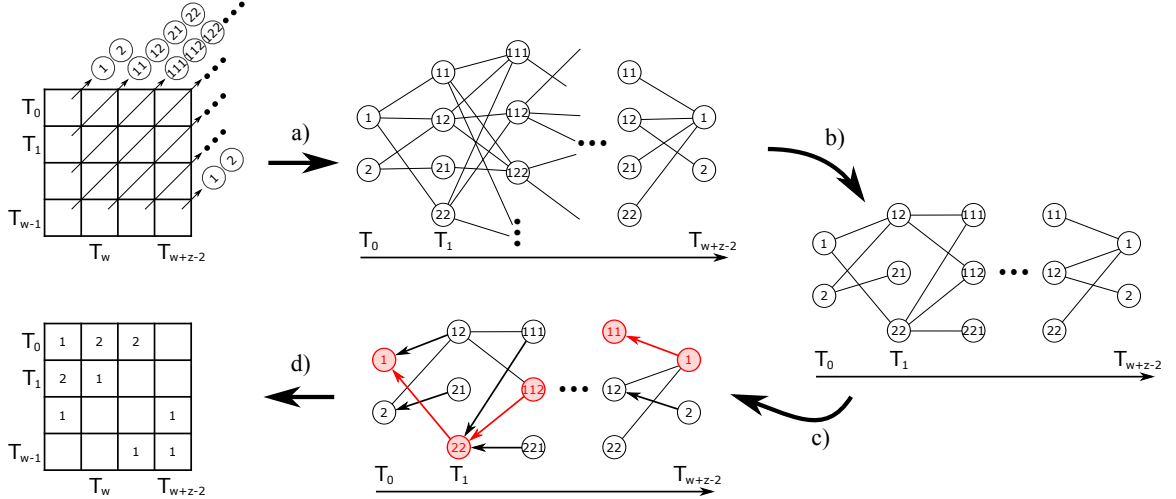 1 2 11 12 21 22 111 112 122
T0
T1
Tw-1
Tw Tw+z-2
1 2
a)
1 2
11 12 21 22
111 112 122
11 12 21 22
1 2
T0 T1 Tw+z-2
b)
1 2
12 21 22
111 112 221
11 12 22
1 2
T0 T1 Tw+z-2
c)
1 2
12 21 22
111 112 221
11 12 22
1 2
T0 T1 Tw+z-2
d)
T0 1 2 2
T1 2 1
1 1
Tw-1 1 1
Tw Tw+z-2